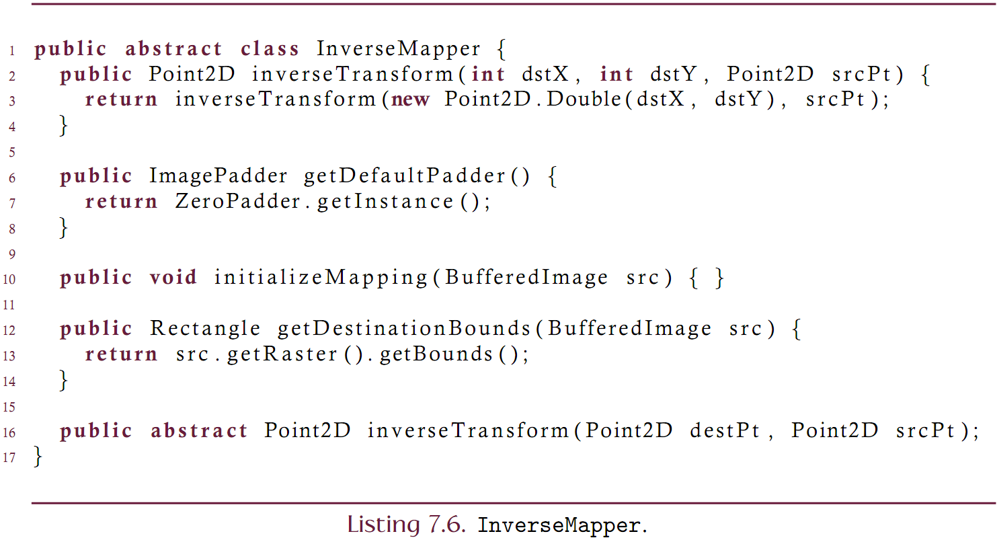 1 public abstract class InverseMapper {
2 public Point2D inverseTransform(int dstX, int dstY, Point2D srcPt) {
3 return inverseTransform(new Point2D.Double(dstX, dstY), srcPt);
4 }
5
6 public ImagePadder getDefaultPadder() {
7 return ZeroPadder.getInstance();
8 }
9
10 public void initializeMapping(BufferedImage src) { }
11
12 public Rectangle getDestinationBounds(BufferedImage src) {
13 return src.getRaster().getBounds();
14 }
15
16 public abstract Point2D inverseTransform(Point2D destPt, Point2D srcPt);
17 }
Listing 7.6. InverseMapper.